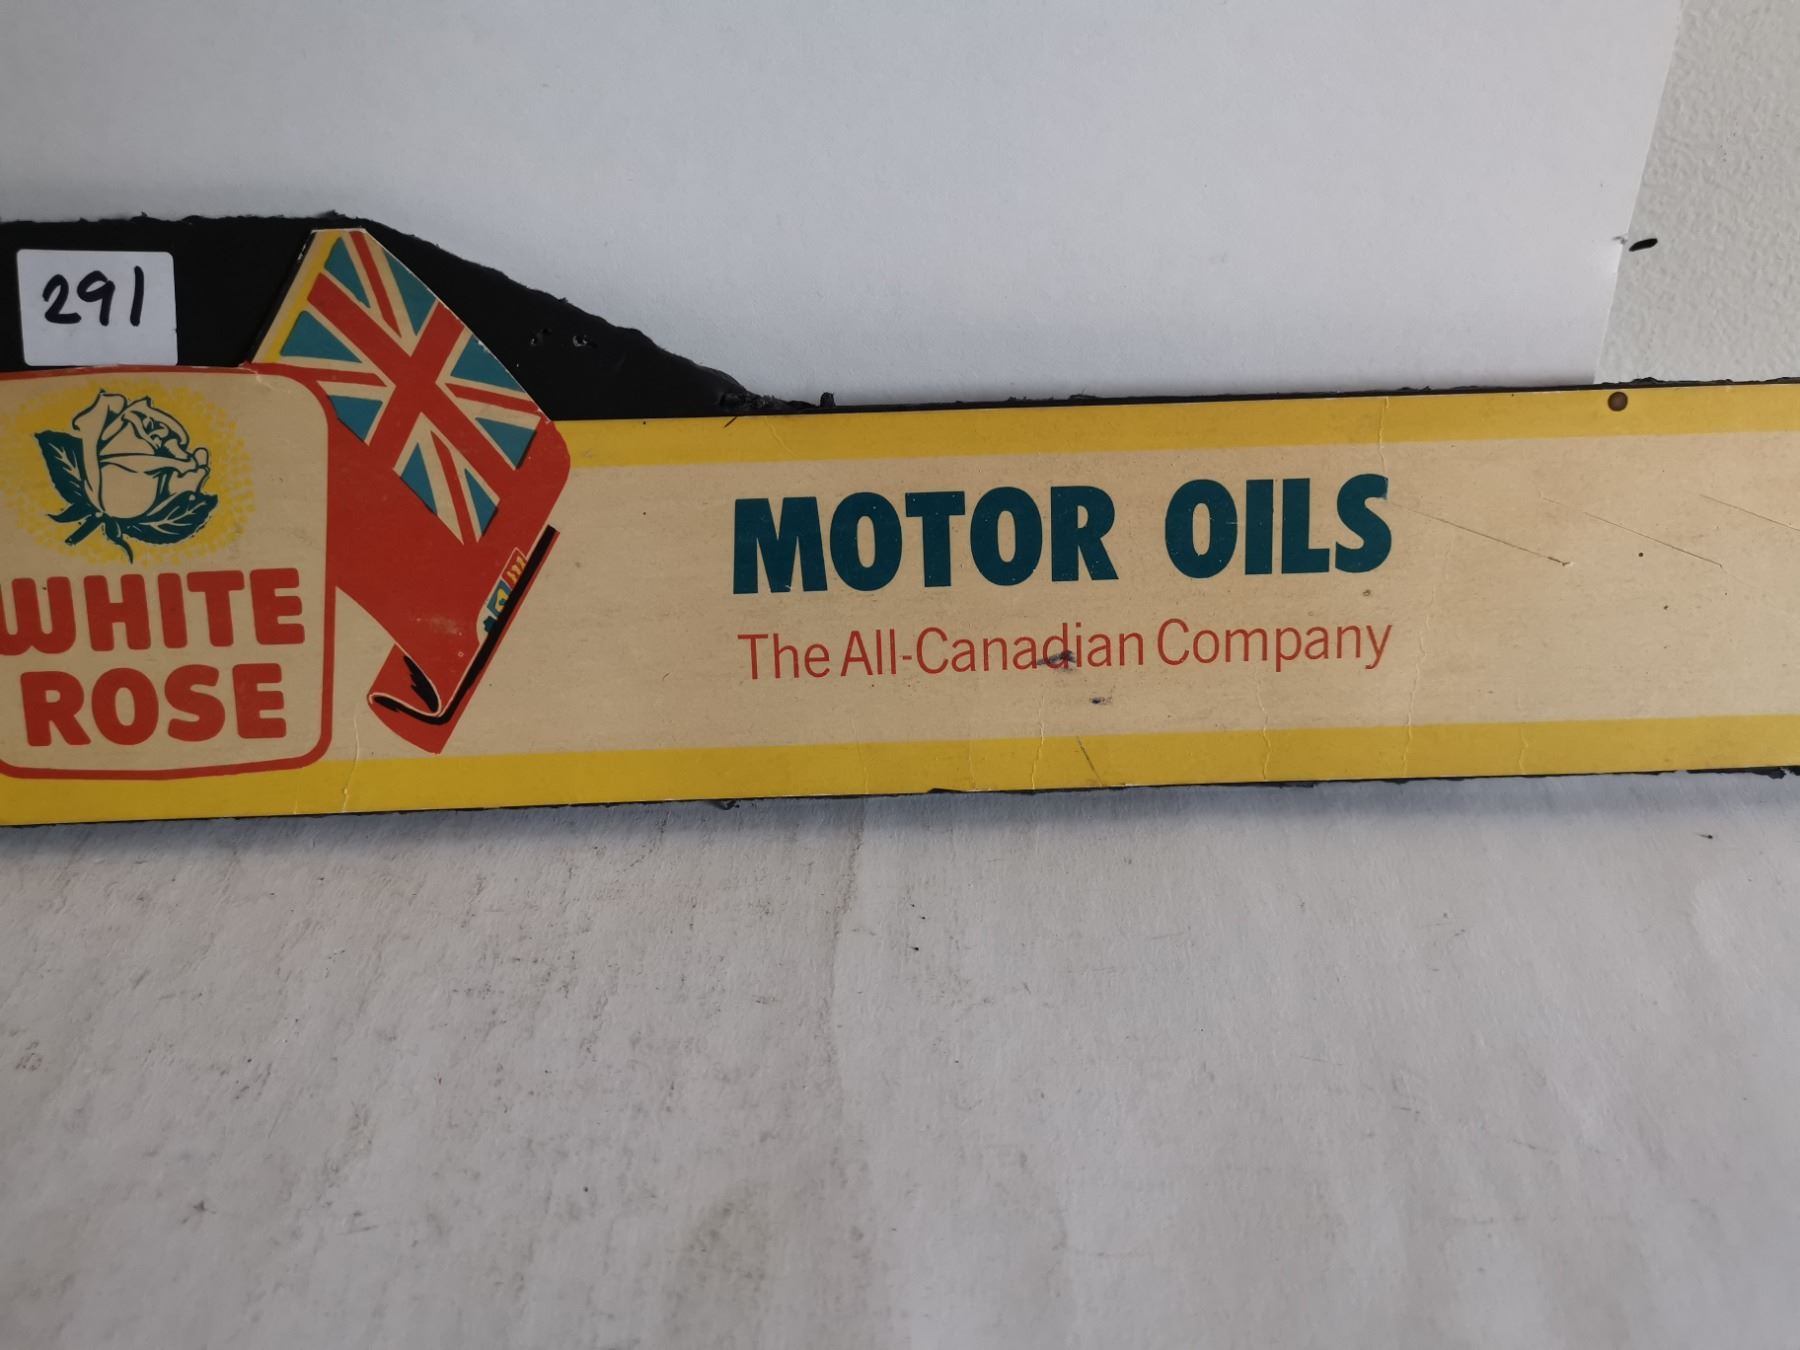 291
WHITE
ROSE
MOTOR OILS
The All-Canadian Company